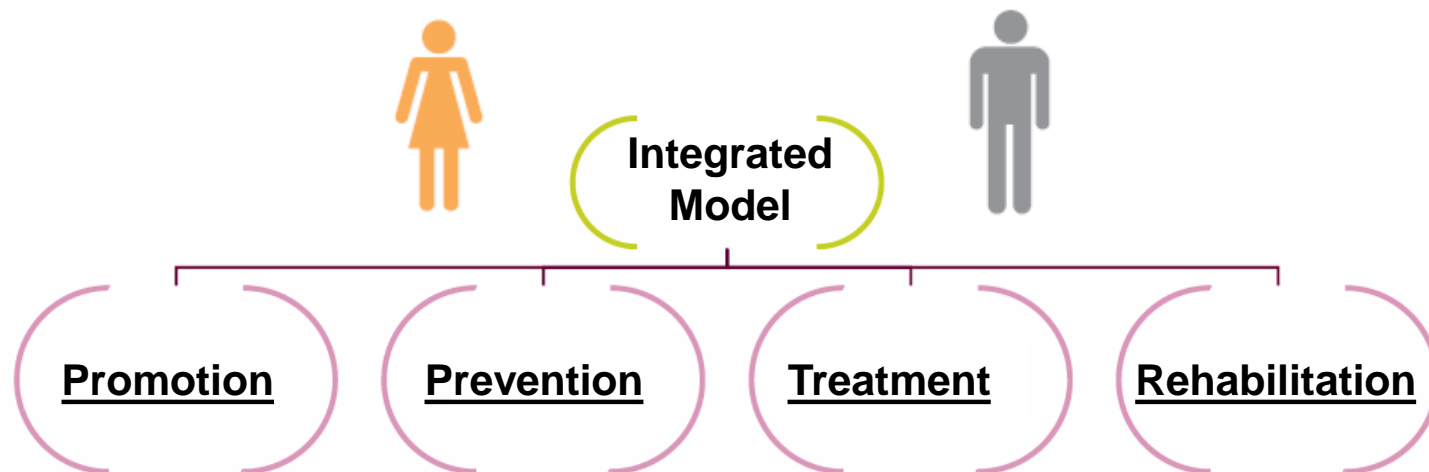 Integrated
Model
Promotion
Prevention
Treatment
Rehabilitation